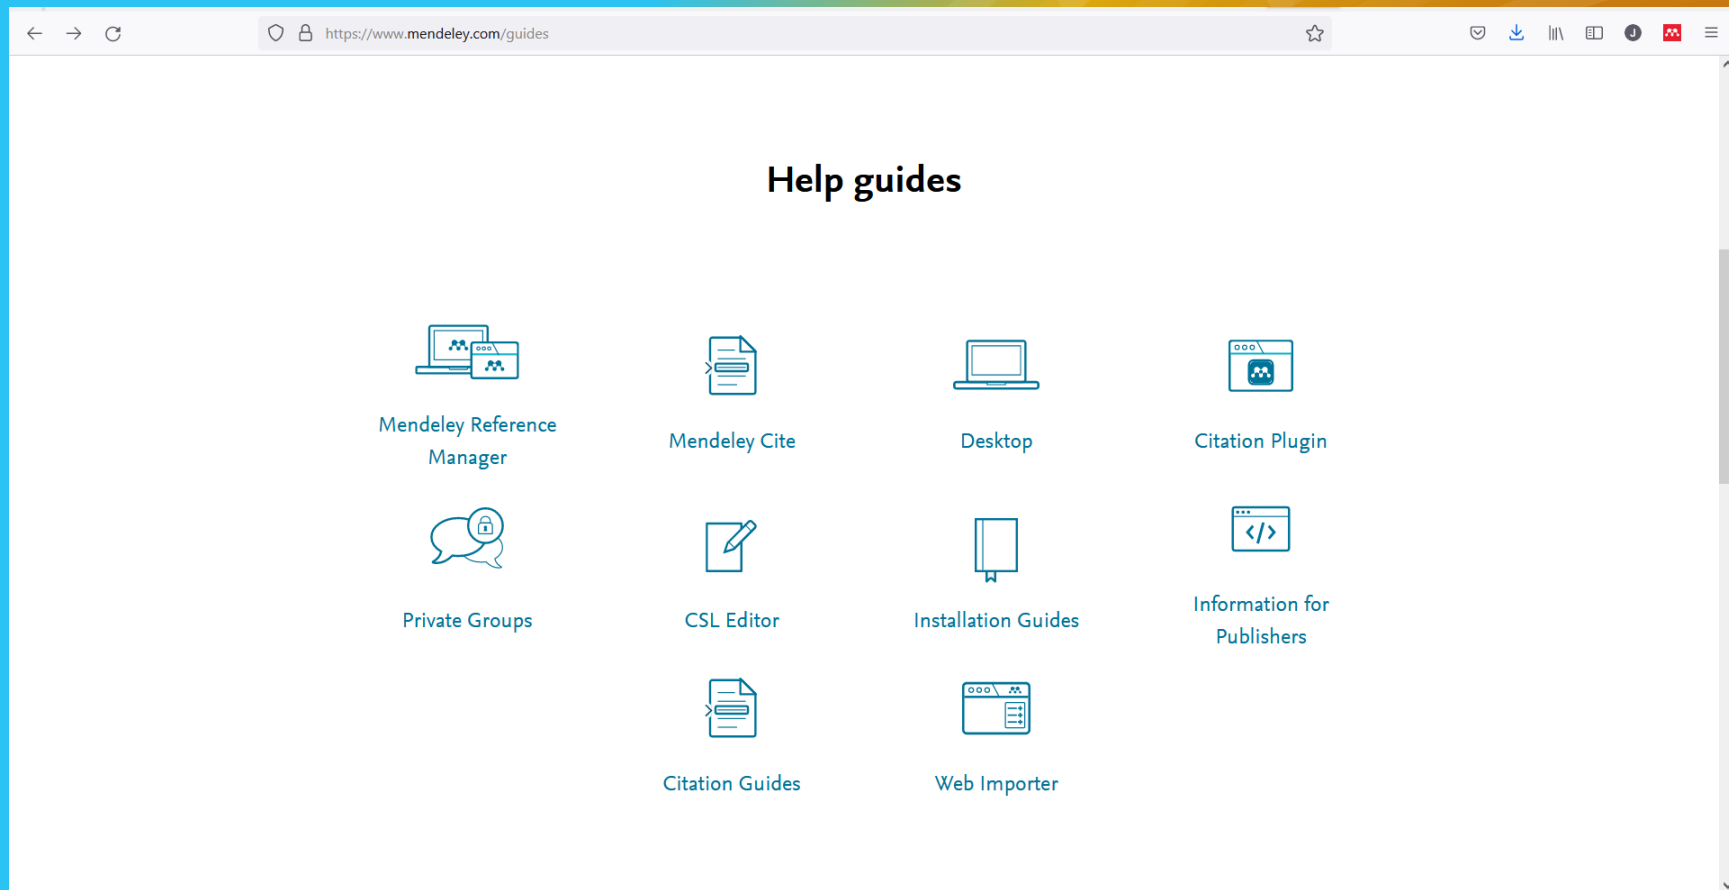 https://www.mendeley.com/guides
J
Help guides
Mendeley Reference
Manager
Mendeley Cite
Desktop
Citation Plugin
Private Groups
CSL Editor
Installation Guides
Information for
Publishers
Citation Guides
Web Importer